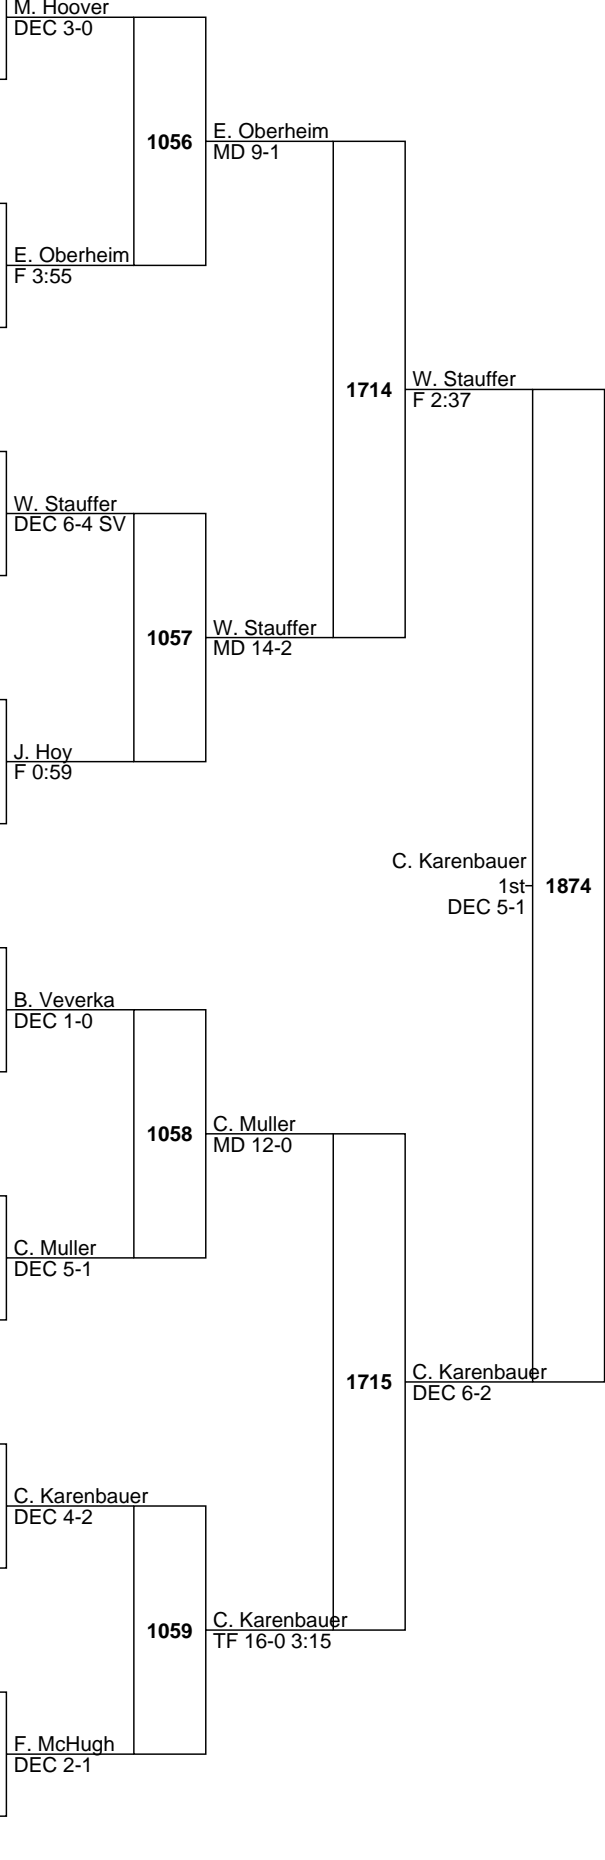 M. Hoover
DEC 3-0
1056
E. Oberheim
MD 9-1
E. Oberheim
F 3:55
1714
W. Stauffer
F 2:37
W. Stauffer
DEC 6-4 SV
1057
W. Stauffer
MD 14-2
J. Hoy
F 0:59
C. Karenbauer
1st
1874
DEC 5-1
B. Veverka
DEC 1-0
1058
C. Muller
MD 12-0
C. Muller
DEC 5-1
1715
C. Karenbauer
DEC 6-2
C. Karenbauer
DEC 4-2
1059
C. Karenbauer
TF 16-0 3:15
F. McHugh
DEC 2-1